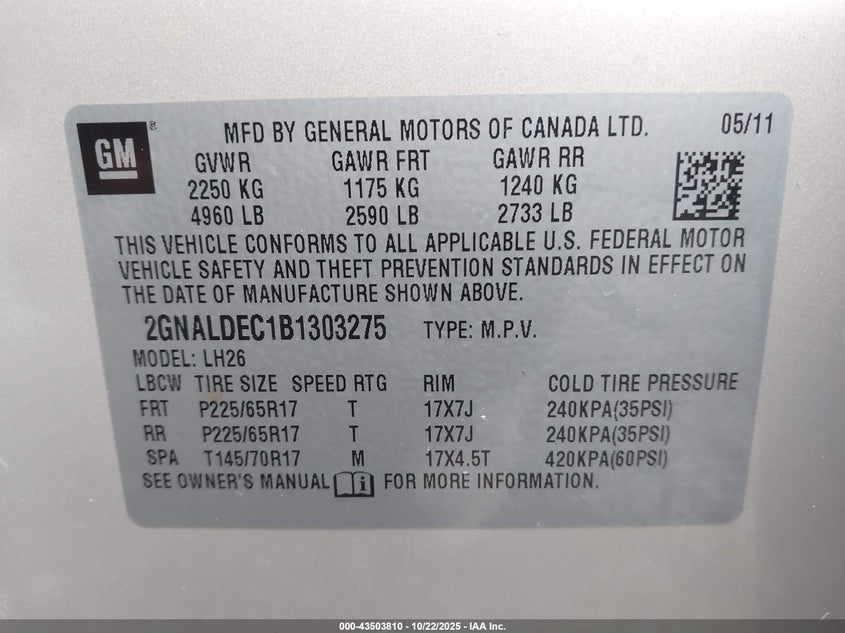 GM® MFD BY GENERAL MOTORS OF CANADA LTD. 05/11
GVWR GAWR FRT GAWR RR
2250 KG 1175 KG 1240 KG
4960 LB 2590 LB 2733 LB
THIS VEHICLE CONFORMS TO ALL APPLICABLE U.S. FEDERAL MOTOR
VEHICLE SAFETY AND THEFT PREVENTION STANDARDS IN EFFECT ON
THE DATE OF MANUFACTURE SHOWN ABOVE.
2GNALDEC1B1303275 TYPE: M.P.V.
MODEL: LH26
LBCW TIRE SIZE SPEED RTG RIM COLD TIRE PRESSURE
FRT P225/65R17 T 17X7J 240KPA(35PSI)
RR P225/65R17 T 17X7J 240KPA(35PSI)
SPA T145/70R17 M 17X4.5T 420KPA(60PSI)
SEE OWNER'S MANUAL i FOR MORE INFORMATION.
000-43503810 - 10/22/2025 - IAA Inc.